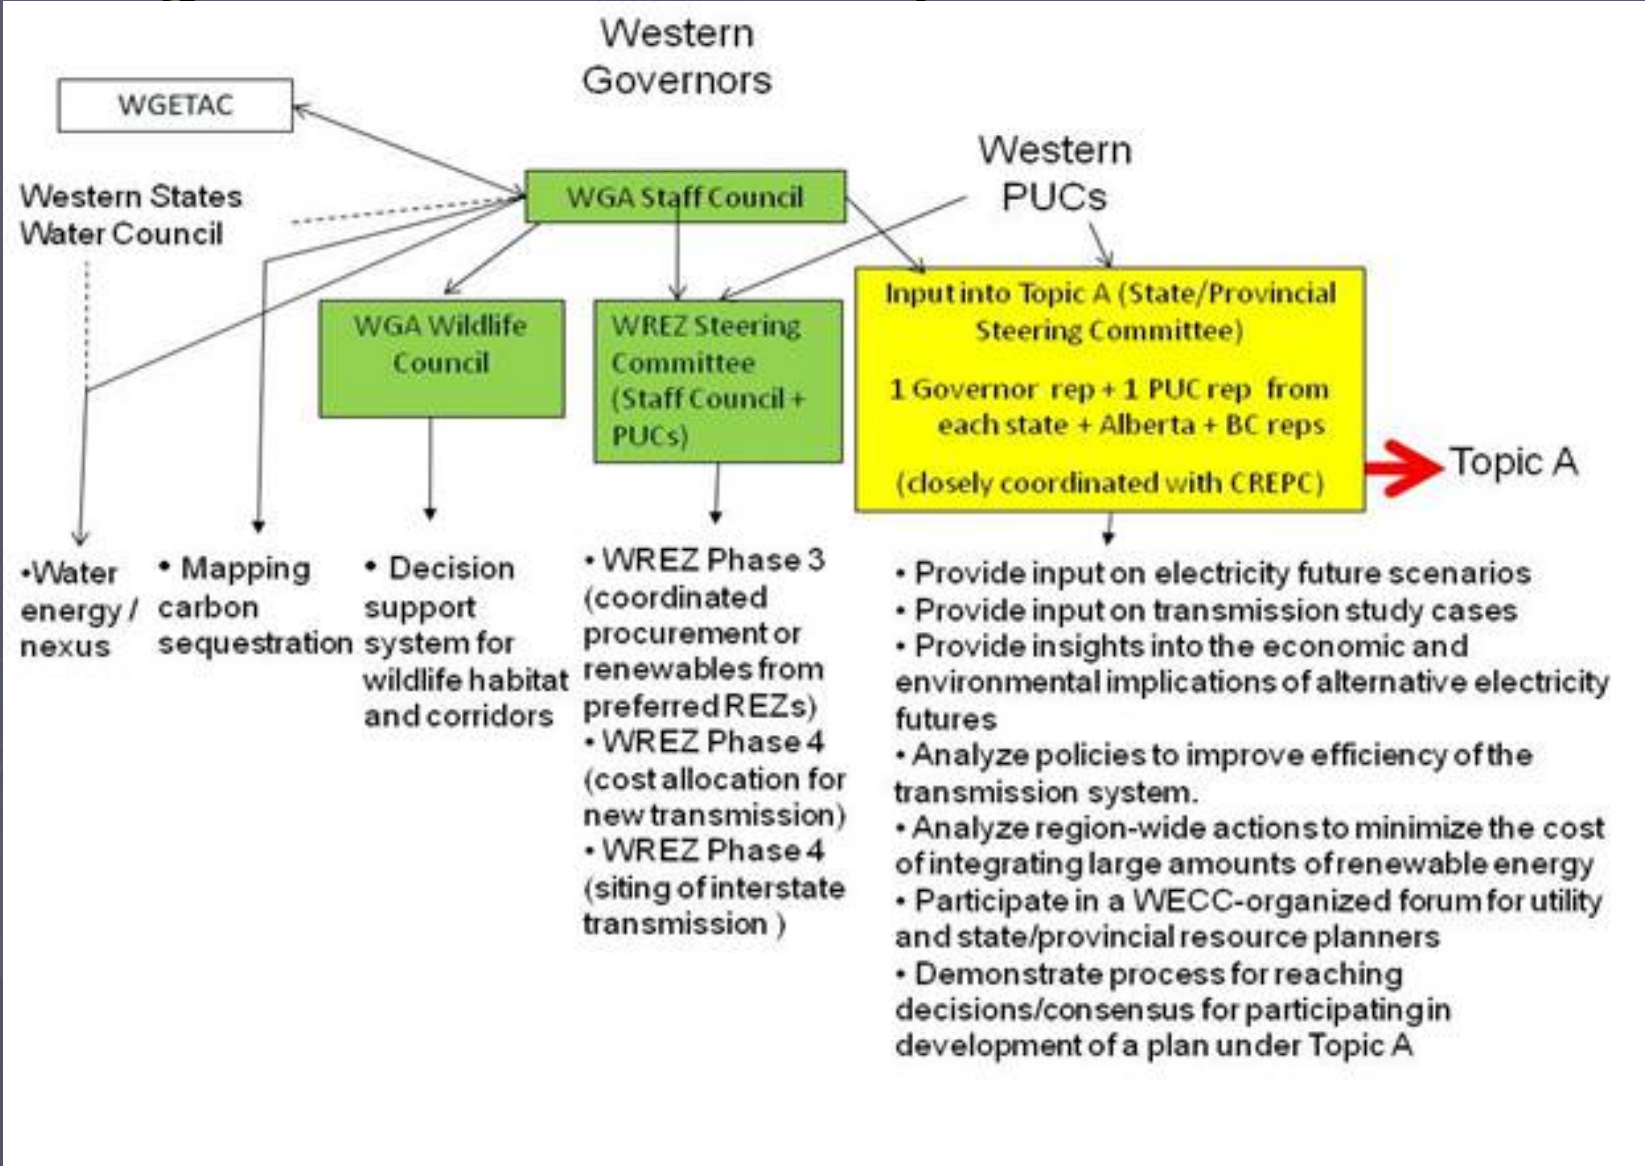 Western
Governors
WGETAC
Western
PUCs
Western States
Water Council
WGA Staff Council
Input into Topic A (State/Provincial
Steering Committee)
1 Governor rep + 1 PUC rep from
each state + Alberta + BC reps
(closely coordinated with CREPC)
WGA Wildlife
Council
WREZ Steering
Committee
(Staff Council +
PUCs)
Topic A
•Water
energy /
nexus
• Mapping
carbon
sequestration
• Decision
support
system for
wildlife habitat
and corridors
• WREZ Phase 3
(coordinated
procurement or
renewables from
preferred REZs)
• WREZ Phase 4
(cost allocation for
new transmission)
• WREZ Phase 4
(siting of interstate
transmission )
• Provide input on electricity future scenarios
• Provide input on transmission study cases
• Provide insights into the economic and
environmental implications of alternative electricity
futures
• Analyze policies to improve efficiency of the
transmission system.
• Analyze region-wide actions to minimize the cost
of integrating large amounts of renewable energy
• Participate in a WECC-organized forum for utility
and state/provincial resource planners
• Demonstrate process for reaching
decisions/consensus for participating in
development of a plan under Topic A